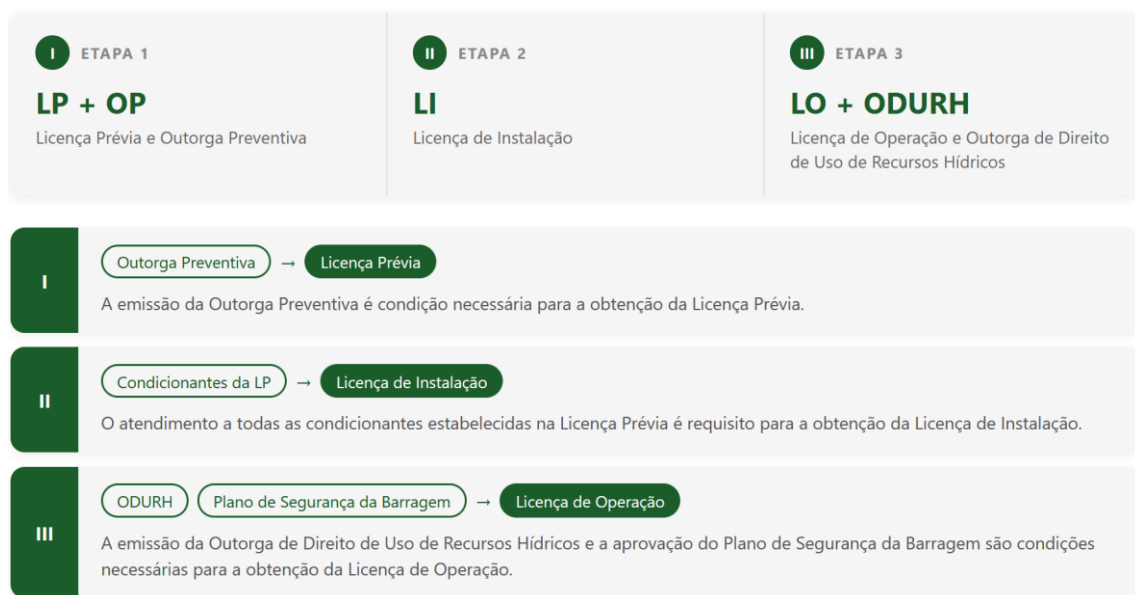 I ETAPA 1
LP + OP
Licença Prévia e Outorga Preventiva
II ETAPA 2
LI
Licença de Instalação
III ETAPA 3
LO + ODURH
Licença de Operação e Outorga de Direito
de Uso de Recursos Hídricos
I
Outorga Preventiva → Licença Prévia
A emissão da Outorga Preventiva é condição necessária para a obtenção da Licença Prévia.
II
Condicionantes da LP → Licença de Instalação
O atendimento a todas as condicionantes estabelecidas na Licença Prévia é requisito para a obtenção da Licença de Instalação.
III
ODURH Plano de Segurança da Barragem → Licença de Operação
A emissão da Outorga de Direito de Uso de Recursos Hídricos e a aprovação do Plano de Segurança da Barragem são condições
necessárias para a obtenção da Licença de Operação.